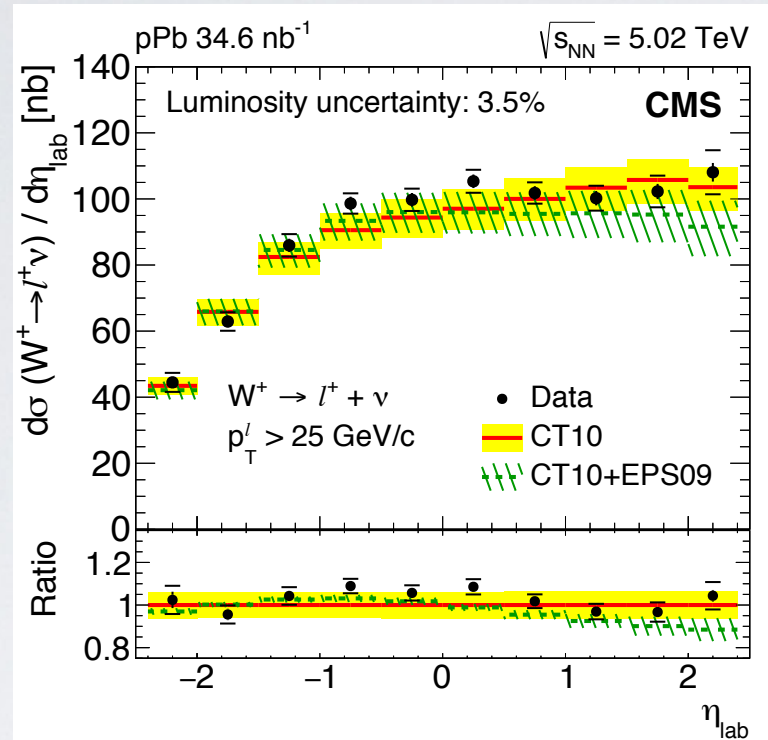 pPb 34.6 nb⁻¹ √s_NN = 5.02 TeV
Luminosity uncertainty: 3.5% CMS
dσ (W⁺→l⁺ν) / dη_lab [nb]
140
120
100
80
60
40
20
0
W⁺ → l⁺ + ν
p_T^l > 25 GeV/c
Data
CT10
CT10+EPS09
Ratio
1.2
1
0.8
−2 −1 0 1 2
η_lab